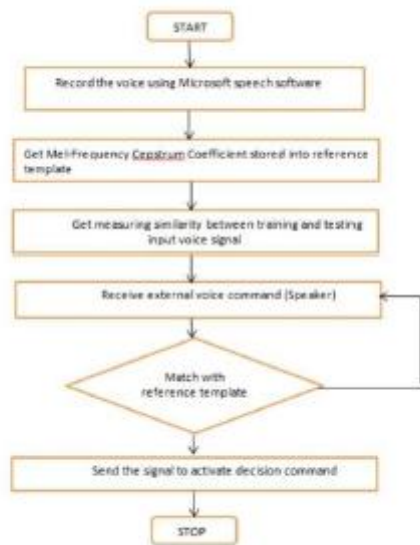 START
Record the voice using Microsoft speech software
Get Mel-Frequency Cepstrum Coefficient stored into reference
template
Get measuring similarity between training and testing
input voice signal
Receive external voice command (Speaker)
Match with
reference template
Send the signal to activate decision command
STOP